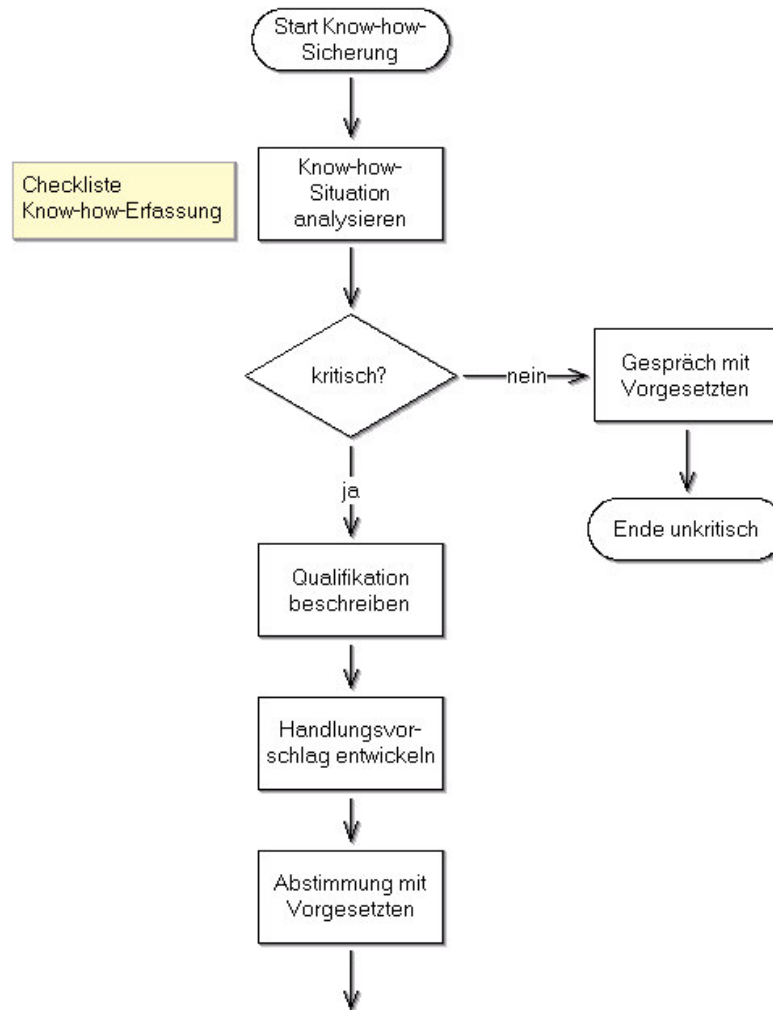 Start Know-how-
Sicherung
Checkliste
Know-how-Erfassung
Know-how-
Situation
analysieren
kritisch?
nein
Gespräch mit
Vorgesetzten
Ende unkritisch
ja
Qualifikation
beschreiben
Handlungsvor-
schlag entwickeln
Abstimmung mit
Vorgesetzten